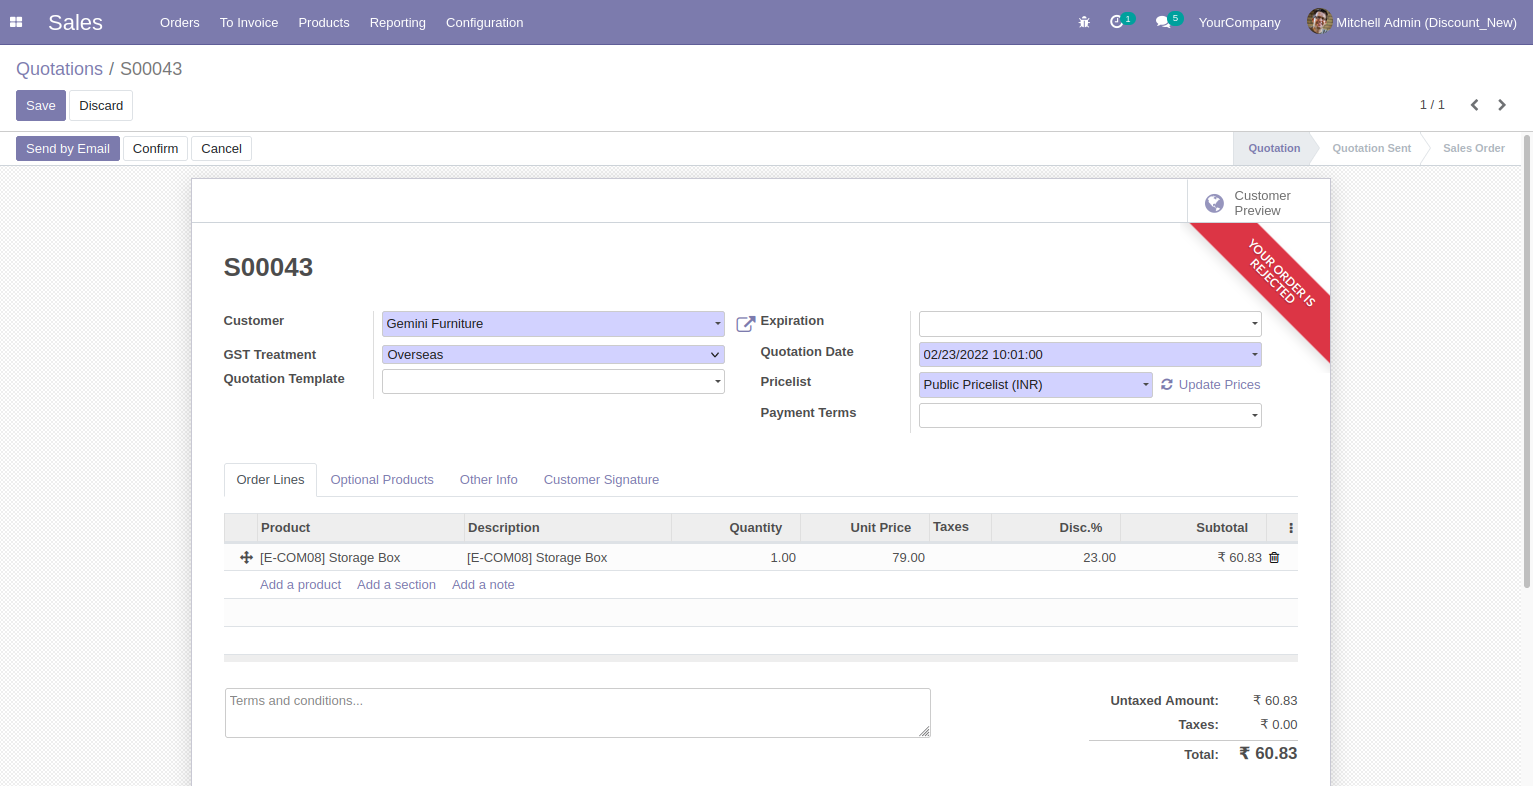 Sales Orders To Invoice Products Reporting Configuration 1 5 YourCompany Mitchell Admin (Discount_New)
Quotations / S00043
Save Discard 1 / 1
Send by Email Confirm Cancel Quotation Quotation Sent Sales Order
Customer
Preview
YOUR ORDER IS
REJECTED
S00043
Customer Gemini Furniture Expiration
GST Treatment Overseas Quotation Date 02/23/2022 10:01:00
Quotation Template Pricelist Public Pricelist (INR) Update Prices
Payment Terms
Order Lines Optional Products Other Info Customer Signature
Product Description Quantity Unit Price Taxes Disc.% Subtotal
[E-COM08] Storage Box [E-COM08] Storage Box 1.00 79.00 23.00 ₹ 60.83
Add a product Add a section Add a note
Terms and conditions... Untaxed Amount: ₹ 60.83
Taxes: ₹ 0.00
Total: ₹ 60.83